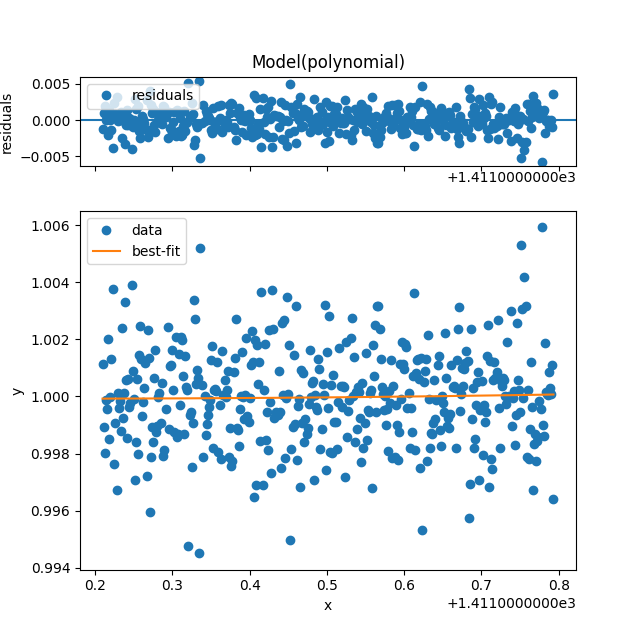 Model(polynomial)
residuals
0.005
0.000
−0.005
residuals
+1.4110000000e3
data
best-fit
1.006
1.004
1.002
1.000
0.998
0.996
0.994
y
0.2
0.3
0.4
0.5
0.6
0.7
0.8
x
+1.4110000000e3